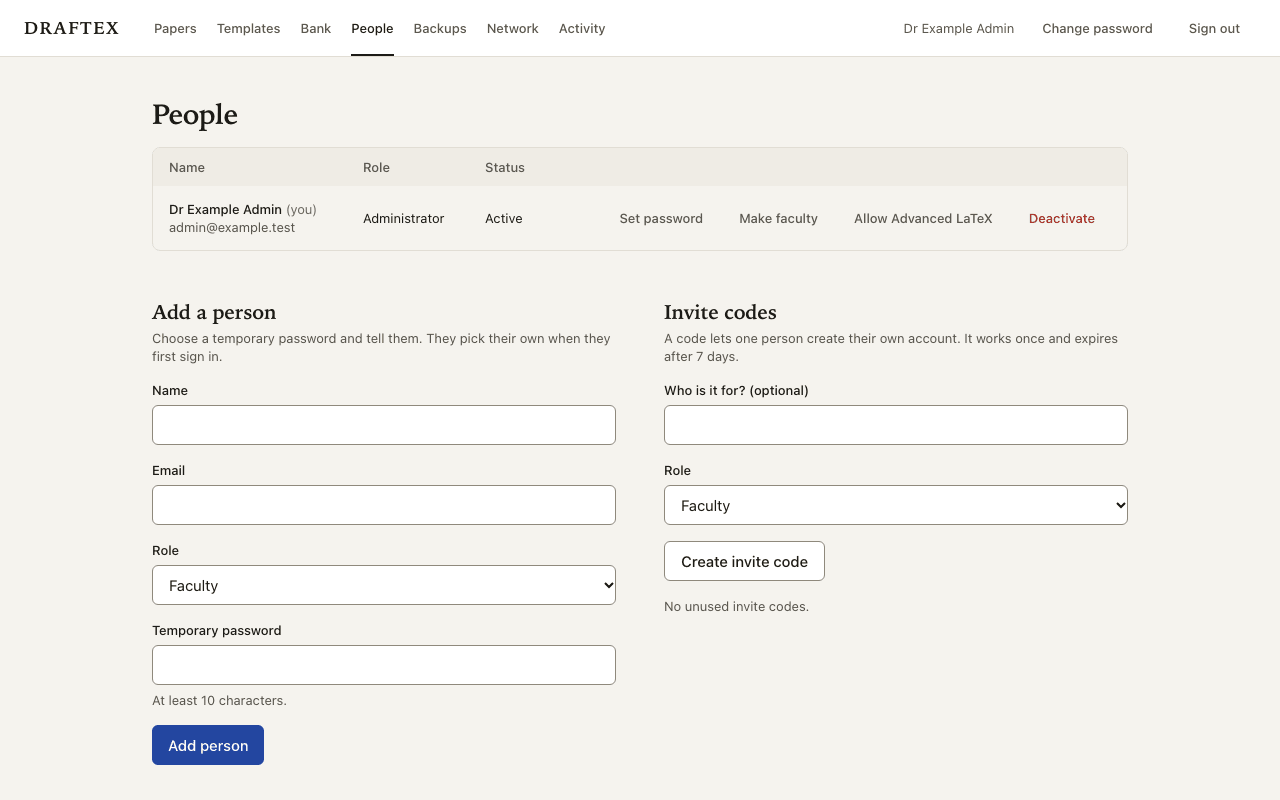 DRAFTEX Papers Templates Bank People Backups Network Activity Dr Example Admin Change password Sign out
People
Name Role Status
Dr Example Admin (you)
admin@example.test
Administrator Active Set password Make faculty Allow Advanced LaTeX Deactivate
Add a person
Choose a temporary password and tell them. They pick their own when they
first sign in.
Name
Email
Role
Faculty
Temporary password
At least 10 characters.
Add person
Invite codes
A code lets one person create their own account. It works once and expires
after 7 days.
Who is it for? (optional)
Role
Faculty
Create invite code
No unused invite codes.